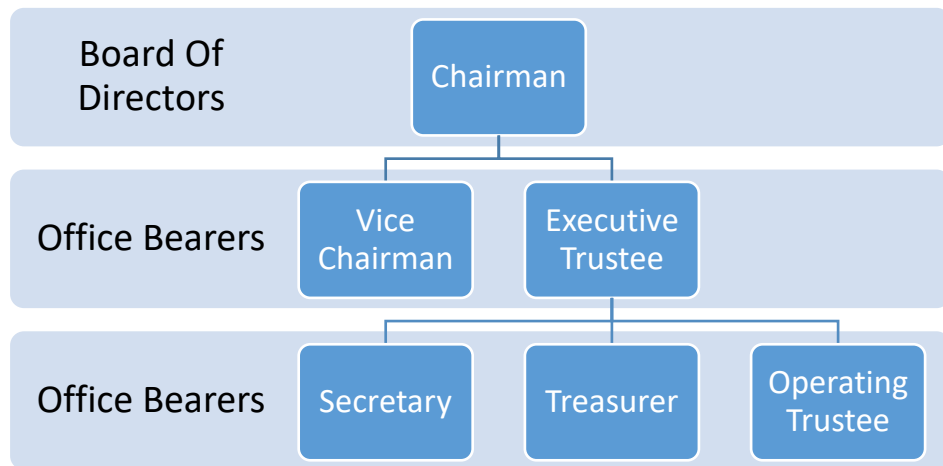 Board Of
Directors
Chairman
Office Bearers
Vice
Chairman
Executive
Trustee
Office Bearers
Secretary
Treasurer
Operating
Trustee